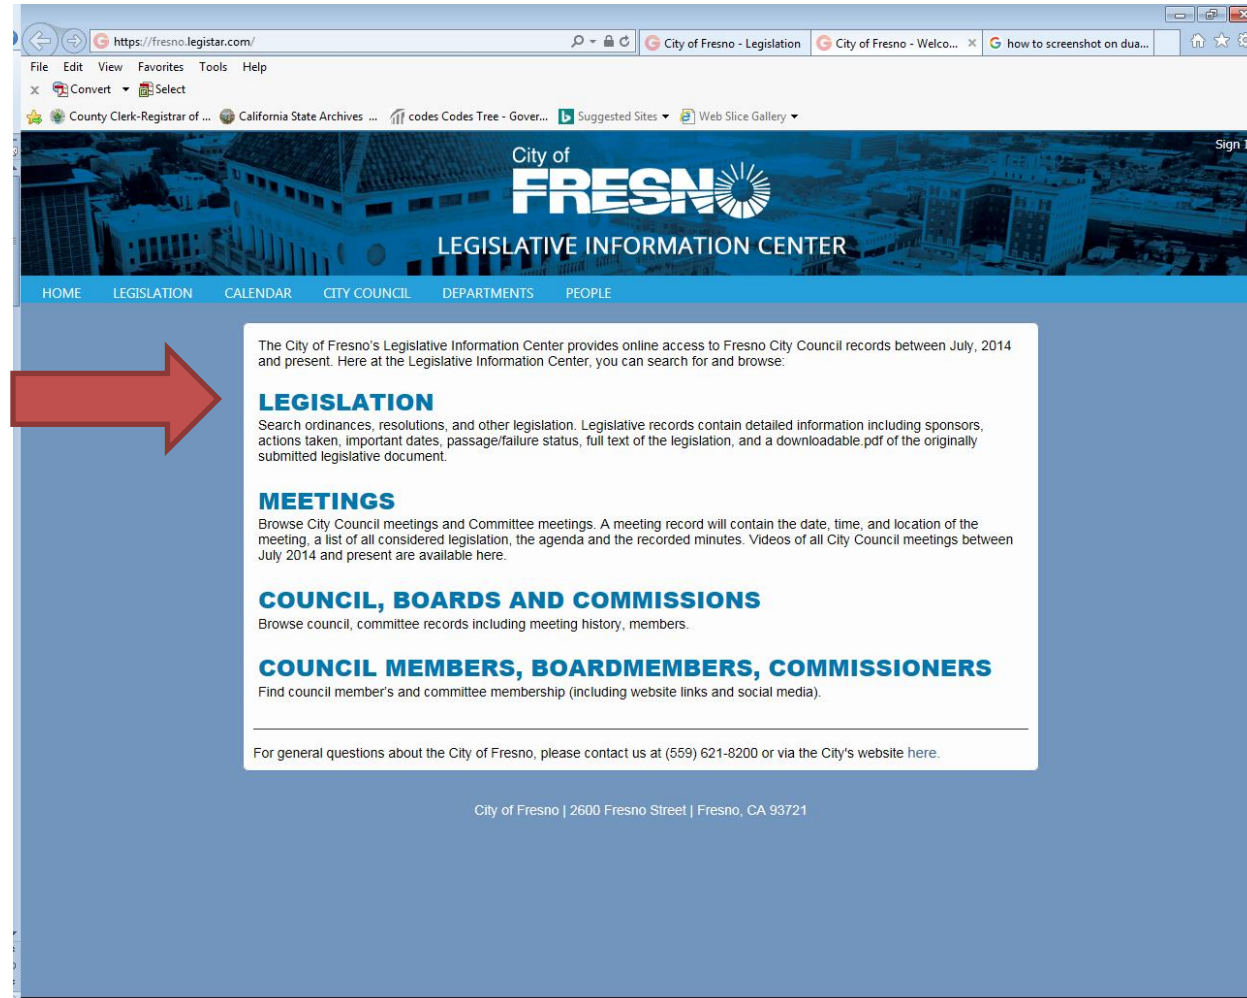 https://fresno.legistar.com/
City of Fresno - Legislation
City of Fresno - Welco...
how to screenshot on dua...
File Edit View Favorites Tools Help
x Convert Select
County Clerk-Registrar of ... California State Archives ... codes Codes Tree - Gover... Suggested Sites Web Slice Gallery
Sign
City of
FRESNO
LEGISLATIVE INFORMATION CENTER
HOME LEGISLATION CALENDAR CITY COUNCIL DEPARTMENTS PEOPLE
The City of Fresno's Legislative Information Center provides online access to Fresno City Council records between July, 2014
and present. Here at the Legislative Information Center, you can search for and browse:
LEGISLATION
Search ordinances, resolutions, and other legislation. Legislative records contain detailed information including sponsors,
actions taken, important dates, passage/failure status, full text of the legislation, and a downloadable.pdf of the originally
submitted legislative document.
MEETINGS
Browse City Council meetings and Committee meetings. A meeting record will contain the date, time, and location of the
meeting, a list of all considered legislation, the agenda and the recorded minutes. Videos of all City Council meetings between
July 2014 and present are available here.
COUNCIL, BOARDS AND COMMISSIONS
Browse council, committee records including meeting history, members.
COUNCIL MEMBERS, BOARDMEMBERS, COMMISSIONERS
Find council member's and committee membership (including website links and social media).
For general questions about the City of Fresno, please contact us at (559) 621-8200 or via the City's website here.
City of Fresno | 2600 Fresno Street | Fresno, CA 93721